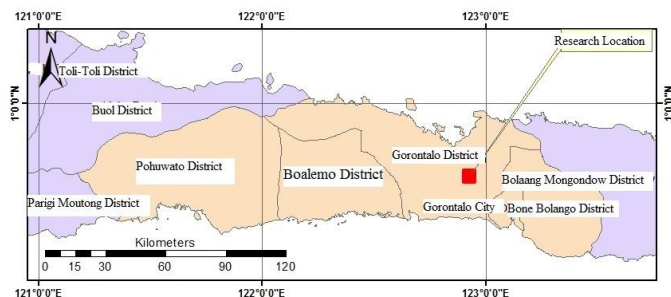 121°0'0"E
122°0'0"E
123°0'0"E
N
Research Location
Toli-Toli District
1°0'0"N
1°0'0"N
Buol District
Gorontalo District
Pohuwato District
Boalemo District
Bolaang Mongondow District
Parigi Moutong District
Gorontalo City
Bone Bolango District
Kilometers
0 15 30 60 90 120
121°0'0"E
122°0'0"E
123°0'0"E